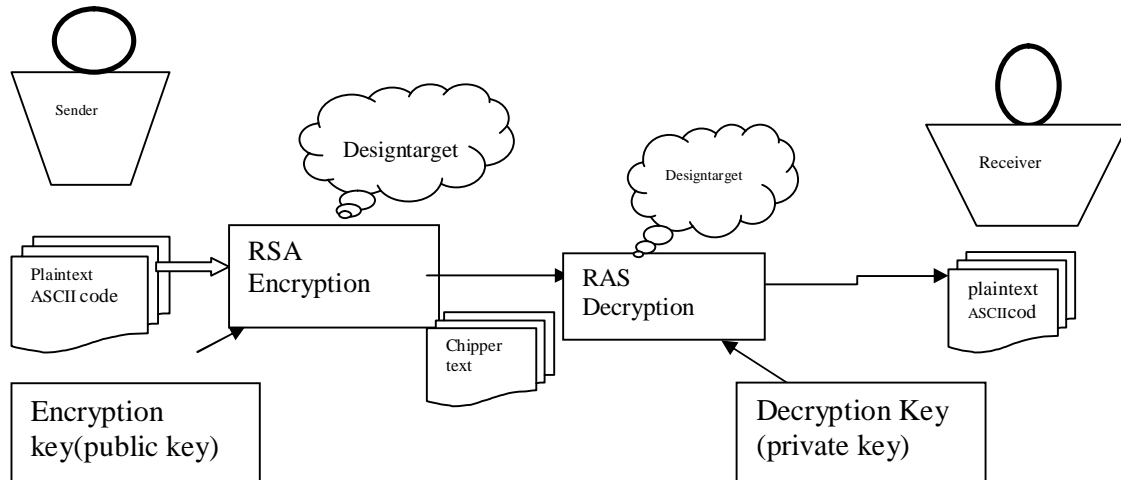 Sender
Designtarget
Designtarget
Receiver
Plaintext
ASCII code
RSA
Encryption
Chipper
text
RAS
Decryption
plaintext
ASCIIcod
Encryption
key(public key)
Decryption Key
(private key)